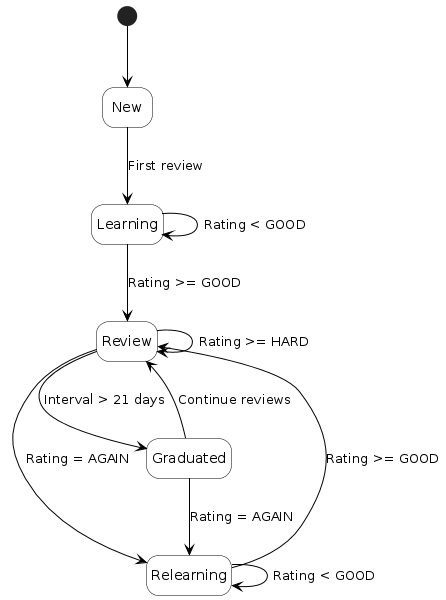 New
First review
Learning
Rating < GOOD
Rating >= GOOD
Review
Rating >= HARD
Interval > 21 days
Continue reviews
Rating = AGAIN
Graduated
Rating >= GOOD
Rating = AGAIN
Relearning
Rating < GOOD